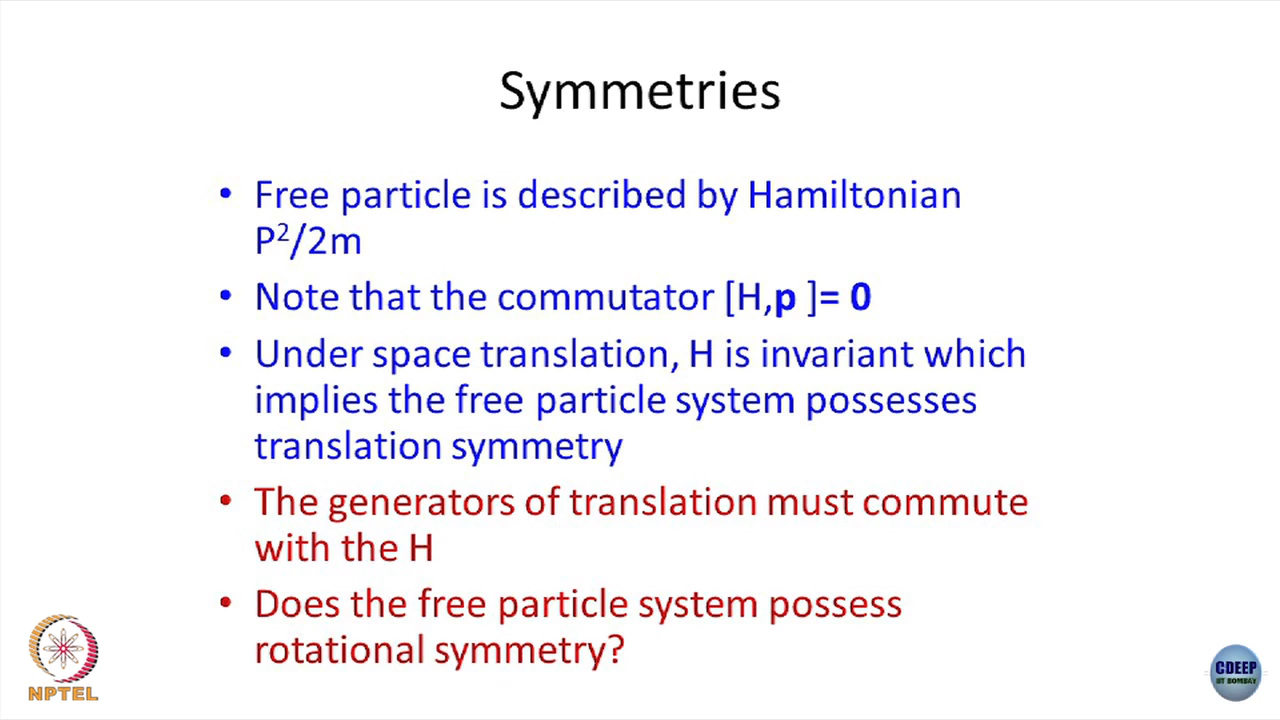 Symmetries
• Free particle is described by Hamiltonian
P²/2m
• Note that the commutator [H,p ]= 0
• Under space translation, H is invariant which
implies the free particle system possesses
translation symmetry
• The generators of translation must commute
with the H
• Does the free particle system possess
rotational symmetry?
NPTEL
CDEEP
IIT BOMBAY